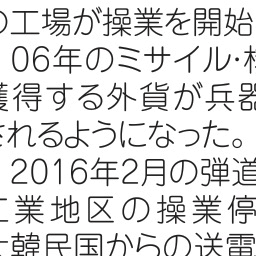 の工場が操業を開始
06年のミサイル・核
獲得する外貨が兵器
されるようになった。
2016年2月の弾道
工業地区の操業停
大韓民国からの送電